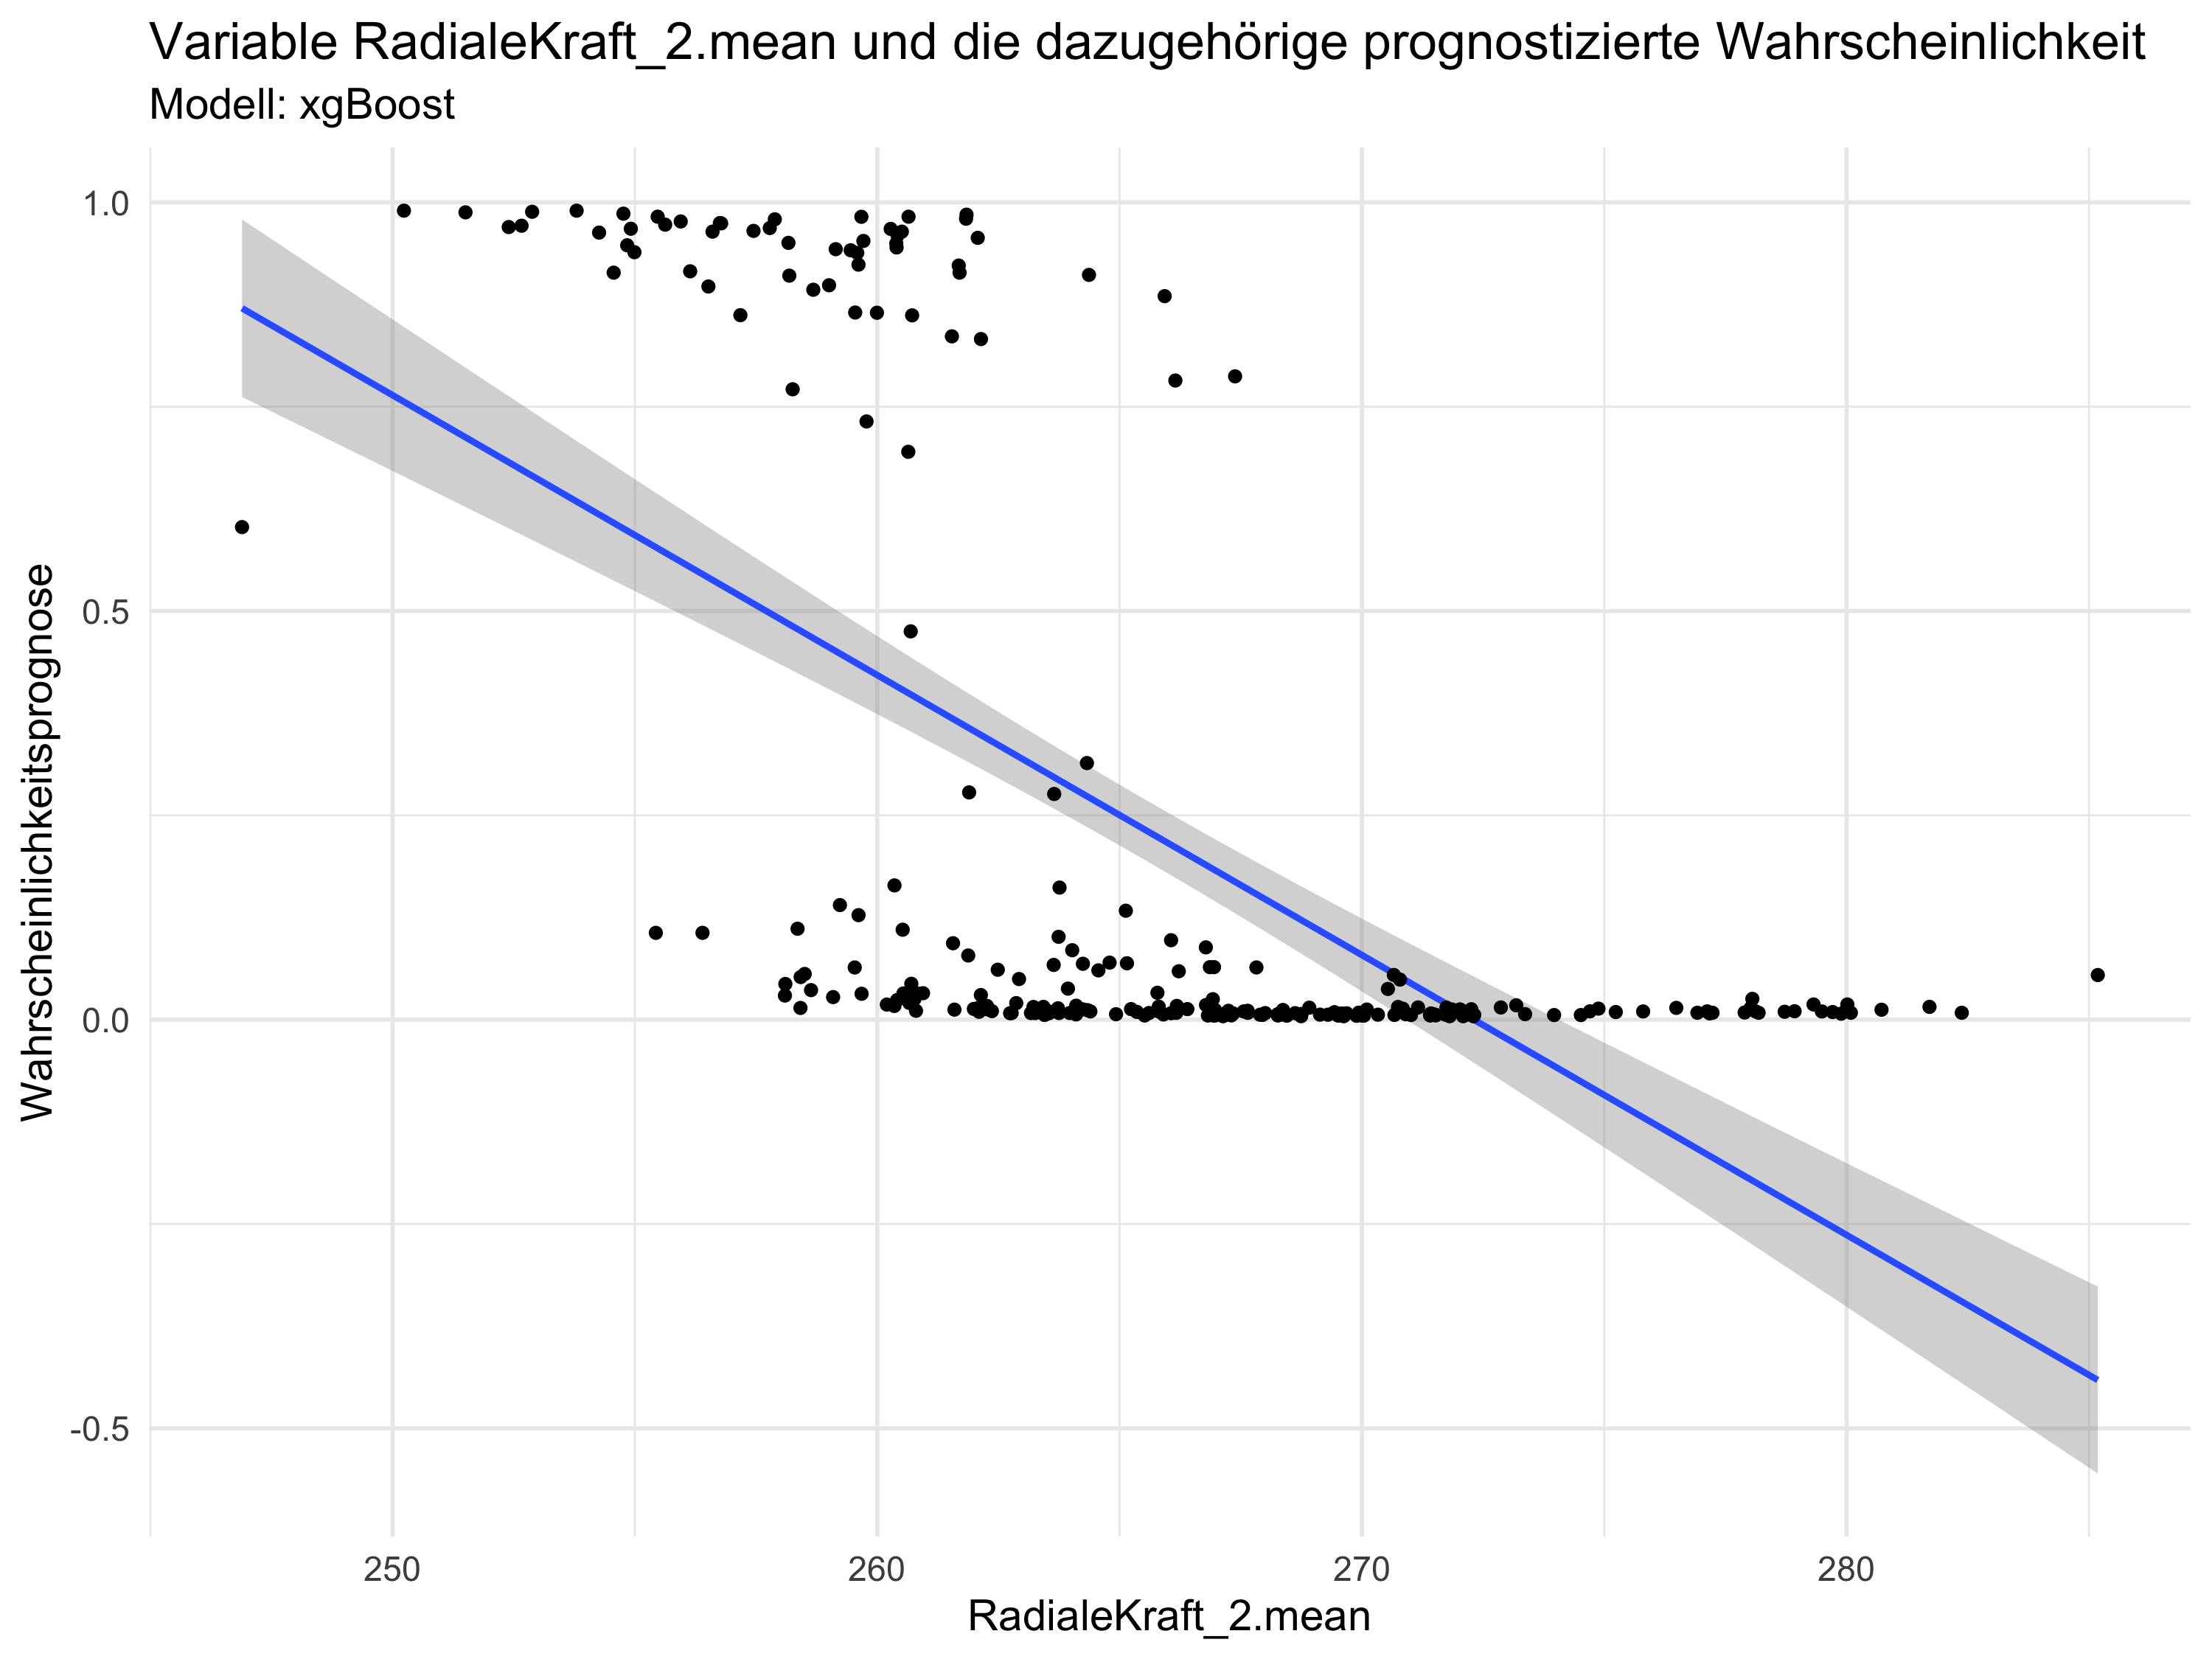 Variable RadialeKraft_2.mean und die dazugehörige prognostizierte Wahrscheinlichkeit
Modell: xgBoost
Wahrscheinlichkeitsprognose
1.0
0.5
0.0
-0.5
250
260
270
280
RadialeKraft_2.mean